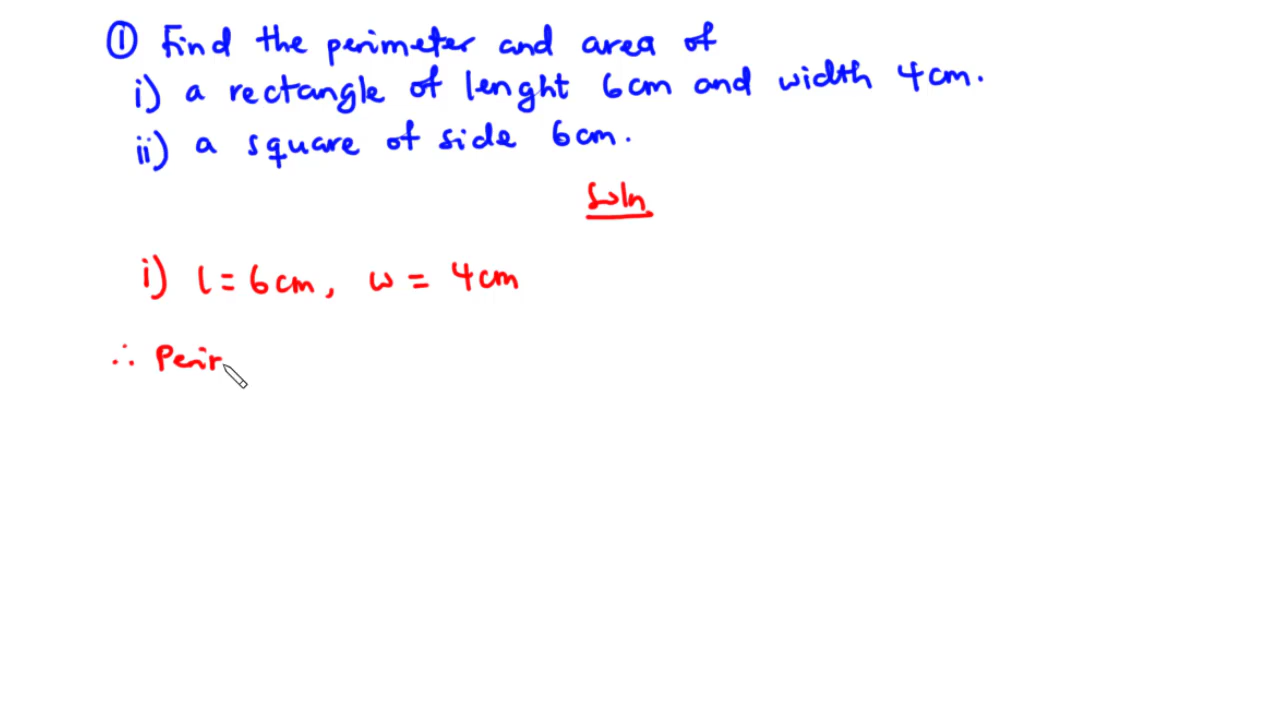 ① Find the perimeter and area of
i) a rectangle of lenght 6cm and width 4cm.
ii) a square of side 6cm.
Soln
i) l = 6cm, w = 4cm
∴ Perir